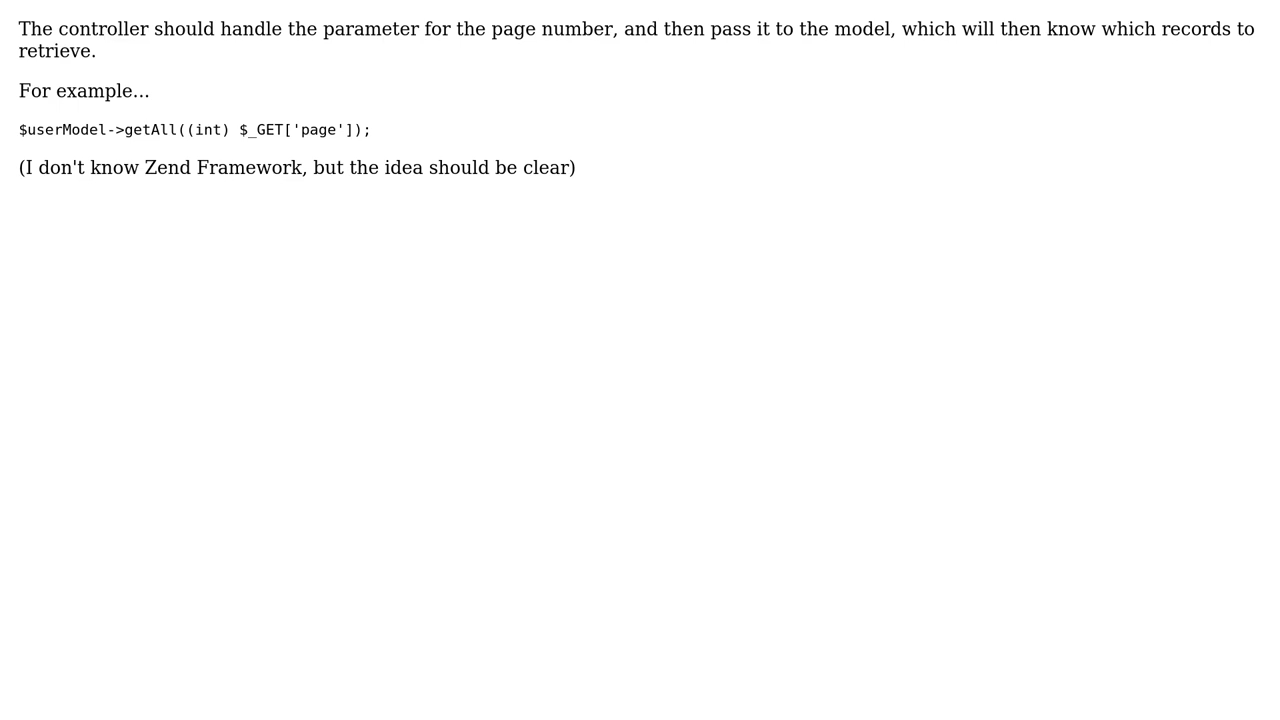 The controller should handle the parameter for the page number, and then pass it to the model, which will then know which records to
retrieve.
For example...
$userModel->getAll((int) $_GET['page']);
(I don't know Zend Framework, but the idea should be clear)